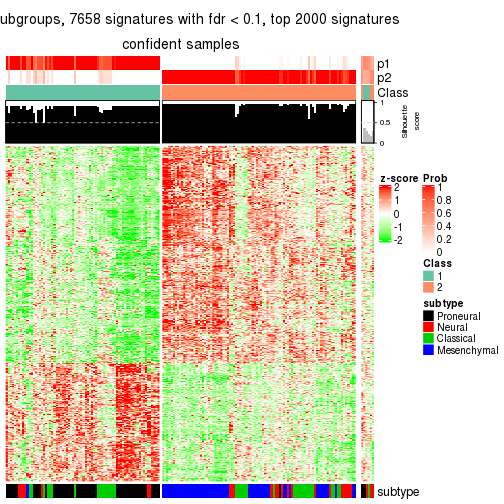 ubgroups, 7658 signatures with fdr < 0.1, top 2000 signatures
confident samples
p1
p2
Class
1
0.5
0
Silhouette
score
z-score
2
1
0
-1
-2
Prob
1
0.8
0.6
0.4
0.2
0
Class
1
2
subtype
Proneural
Neural
Classical
Mesenchymal
subtype